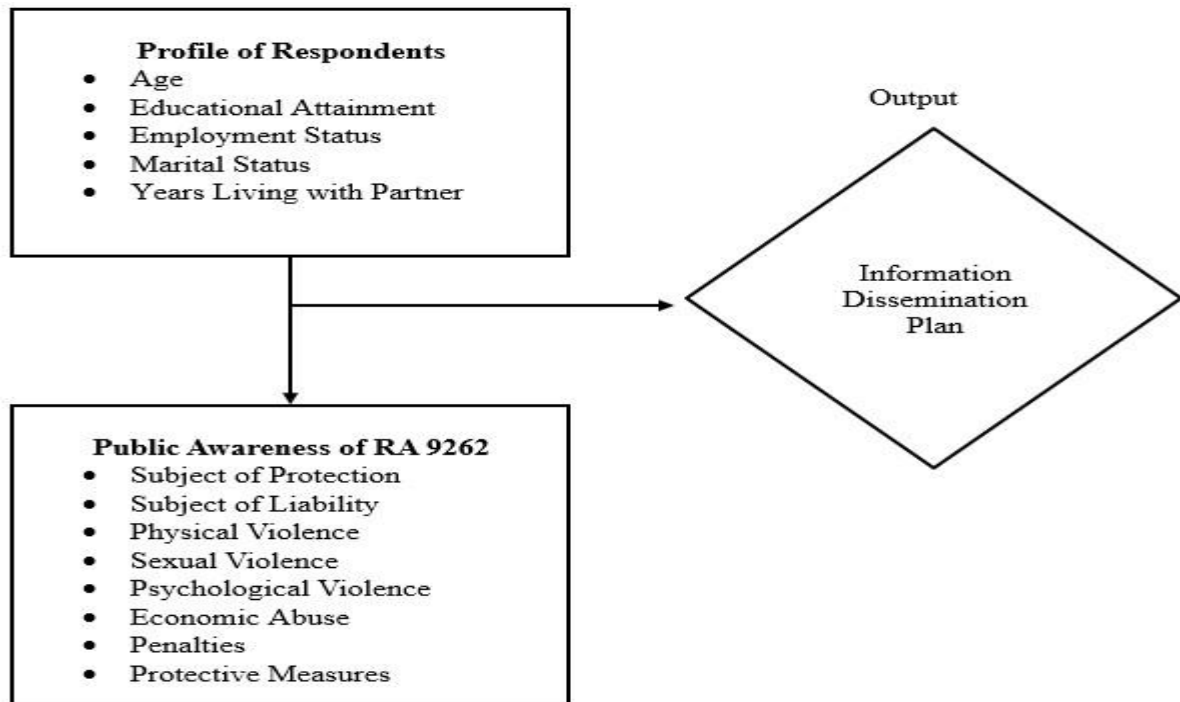 Profile of Respondents
• Age
• Educational Attainment
• Employment Status
• Marital Status
• Years Living with Partner
Output
Information
Dissemination
Plan
Public Awareness of RA 9262
• Subject of Protection
• Subject of Liability
• Physical Violence
• Sexual Violence
• Psychological Violence
• Economic Abuse
• Penalties
• Protective Measures